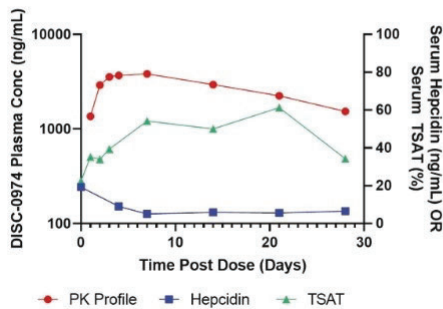 DISC-0974 Plasma Conc (ng/mL)
10000
1000
100
0
10
20
30
Time Post Dose (Days)
100
80
60
40
20
0
Serum Hepcidin (ng/mL) OR
Serum TSAT (%)
PK Profile
Hepcidin
TSAT